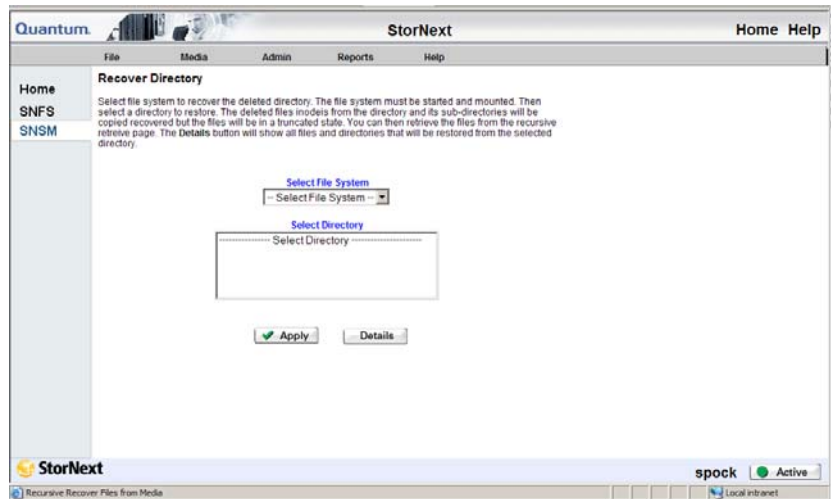 Quantum.
StorNext
Home Help
File Media Admin Reports Help
Home
SNFS
SNSM
Recover Directory
Select file system to recover the deleted directory. The file system must be started and mounted. Then
select a directory to restore. The deleted files inodels from the directory and its sub-directories will be
copied recovered but the files will be in a truncated state. You can then retrieve the files from the recursive
retreive page. The Details button will show all files and directories that will be restored from the selected
directory.
Select File System
-- Select File System --
Select Directory
---------------- Select Directory ----------------------
Apply Details
StorNext
spock Active
Recursive Recover Files from Media
Local intranet